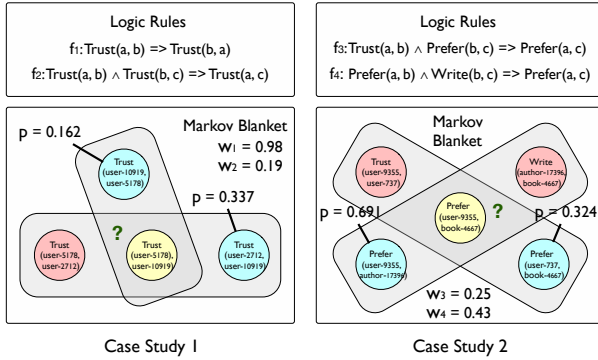 Logic Rules
f1:Trust(a, b) => Trust(b, a)
f2:Trust(a, b) ∧ Trust(b, c) => Trust(a, c)
p = 0.162
Markov Blanket
w1 = 0.98
w2 = 0.19
Trust
(user-10919,
user-5178)
p = 0.337
?
Trust
(user-5178,
user-2712)
Trust
(user-5178),
user-10919)
Trust
(user-2712,
user-10919)
Case Study 1
Logic Rules
f3:Trust(a, b) ∧ Prefer(b, c) => Prefer(a, c)
f4: Prefer(a, b) ∧ Write(b, c) => Prefer(a, c)
Markov
Blanket
Trust
(user-9355,
user-737)
Write
(author-17396,
book-4667)
Prefer
(user-9355,
book-4667)
?
p = 0.691
p = 0.324
Prefer
(user-9355,
author-17396)
Prefer
(user-737,
book-4667)
w3 = 0.25
w4 = 0.43
Case Study 2